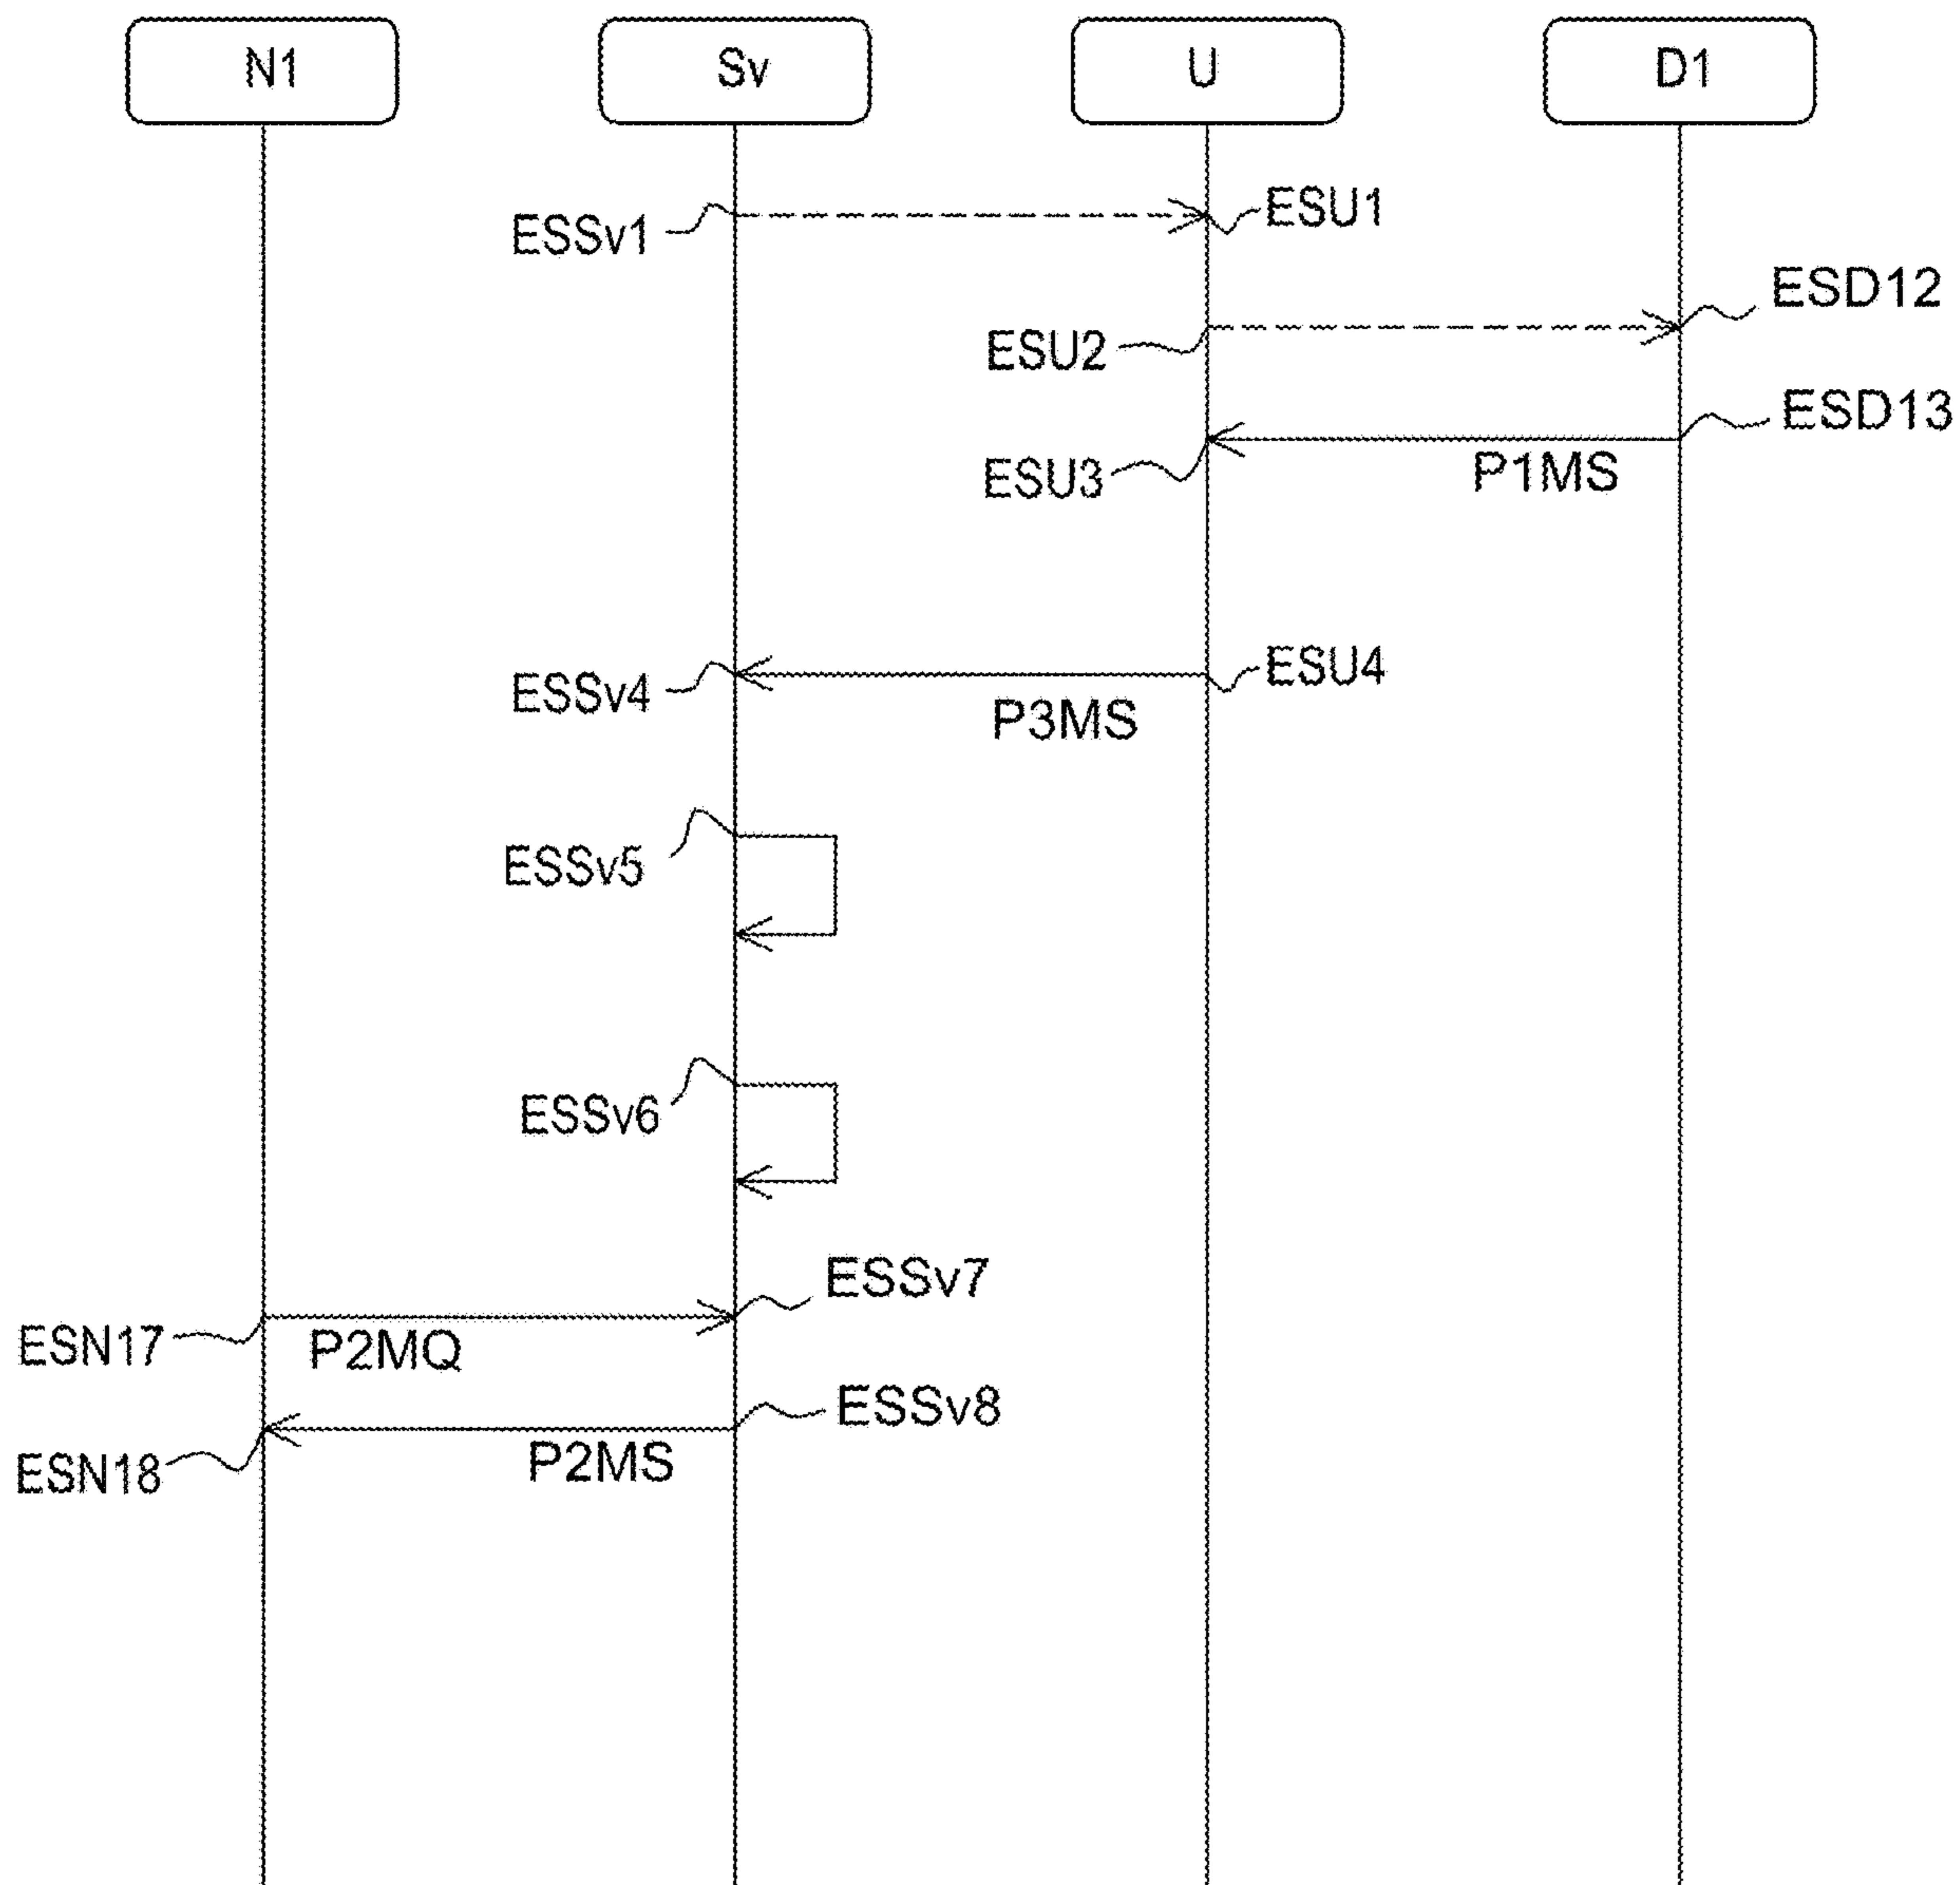 N1 Sv U D1
ESSv1 ESU1
ESD12
ESU2
ESD13
ESU3 P1MS
ESSv4 ESU4
P3MS
ESSv5
ESSv6
ESSv7
ESN17 P2MQ
ESSv8
ESN18 P2MS